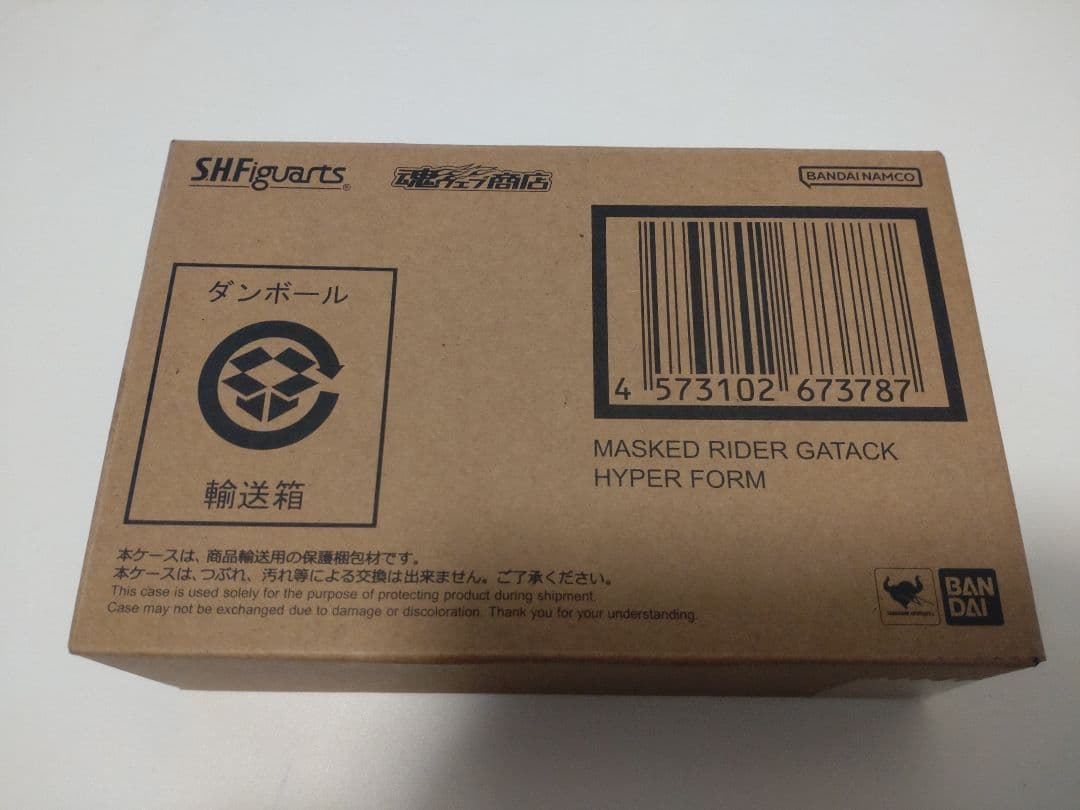 S.H.Figuarts®
魂ウェブ商店
BANDAI NAMCO
ダンボール
輸送箱
4 573102 673787
MASKED RIDER GATACK
HYPER FORM
本ケースは、商品輸送用の保護梱包材です。
本ケースは、つぶれ、汚れ等による交換は出来ません。ご了承ください。
This case is used solely for the purpose of protecting product during shipment.
Case may not be exchanged due to damage or discoloration. Thank you for your understanding.
BAN
DAI